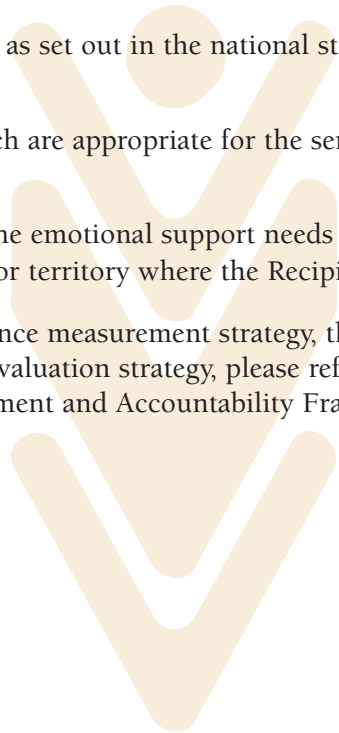 as set out in the national st
ch are appropriate for the ser
he emotional support needs
or territory where the Recipi
nce measurement strategy, th
valuation strategy, please ref
ment and Accountability Fra